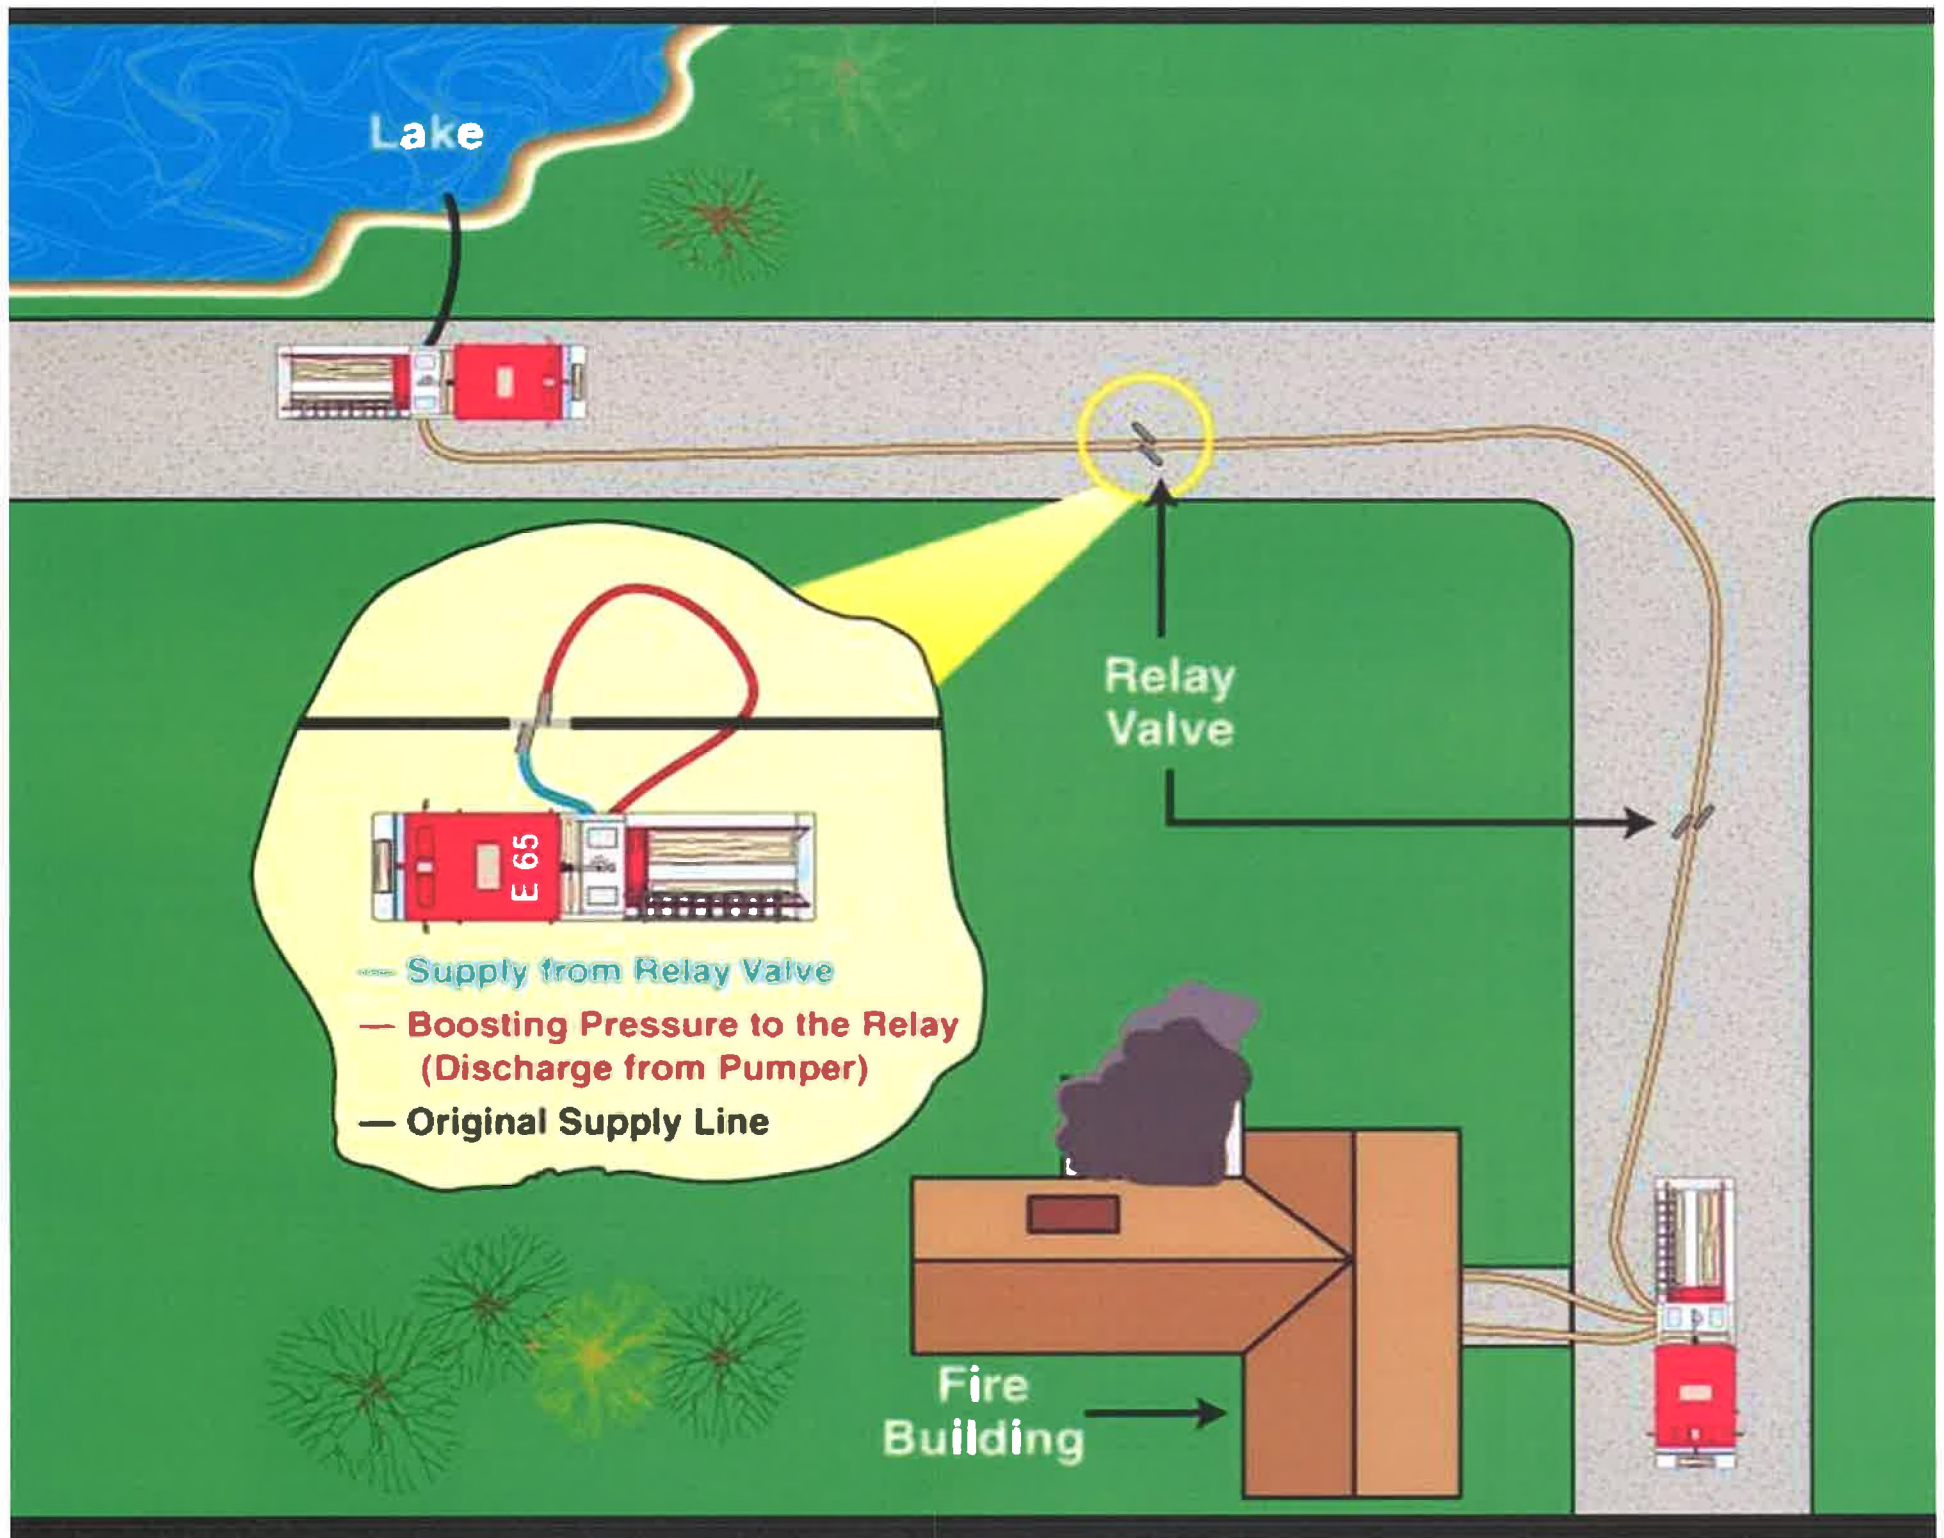 Lake
Relay
Valve
E 65
— Supply from Relay Valve
— Boosting Pressure to the Relay
(Discharge from Pumper)
— Original Supply Line
Fire
Building